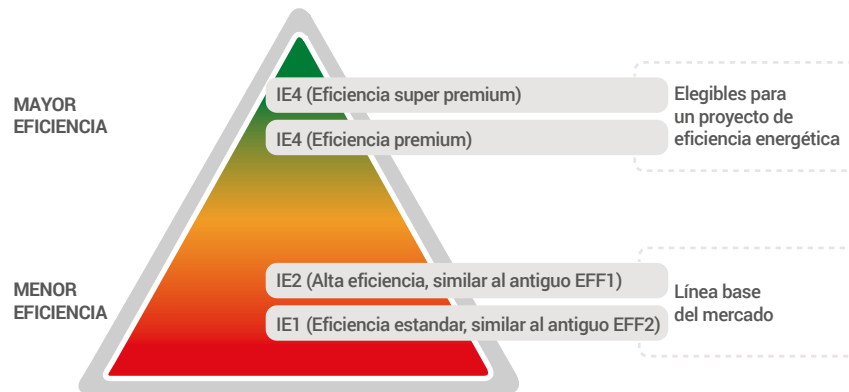 MAYOR
EFICIENCIA
IE4 (Eficiencia super premium)
IE4 (Eficiencia premium)
Elegibles para
un proyecto de
eficiencia energética
MENOR
EFICIENCIA
IE2 (Alta eficiencia, similar al antiguo EFF1)
IE1 (Eficiencia estandar, similar al antiguo EFF2)
Línea base
del mercado